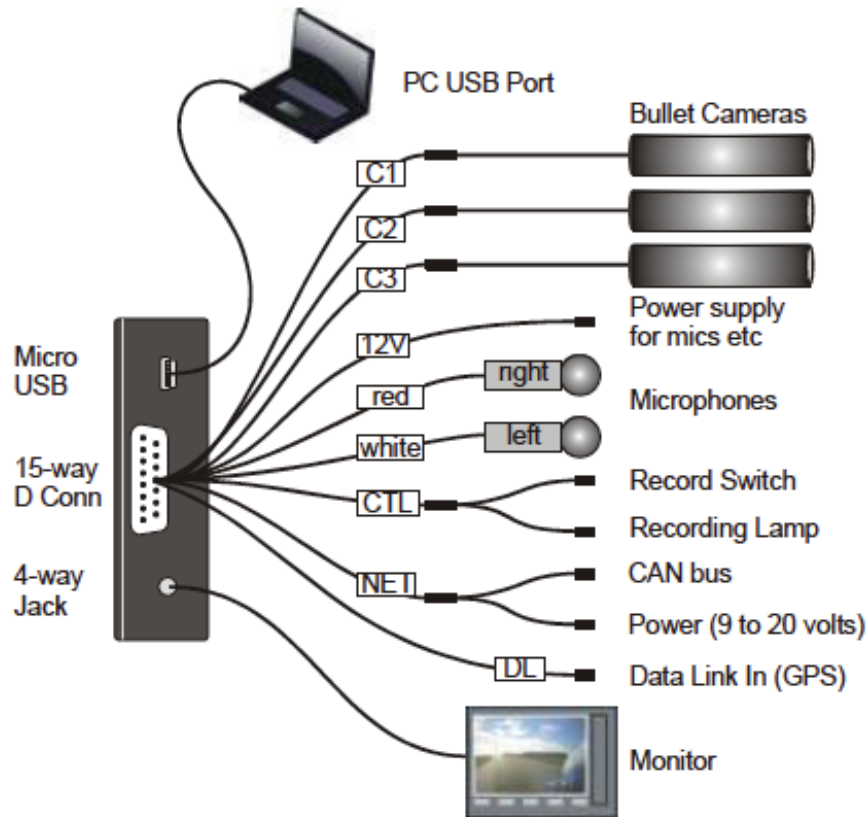 PC USB Port
Bullet Cameras
C1
C2
C3
Power supply
for mics etc
12V
Micro
USB
right
red
Microphones
left
white
15-way
D Conn
Record Switch
CTL
Recording Lamp
4-way
Jack
CAN bus
NET
Power (9 to 20 volts)
DL
Data Link In (GPS)
Monitor